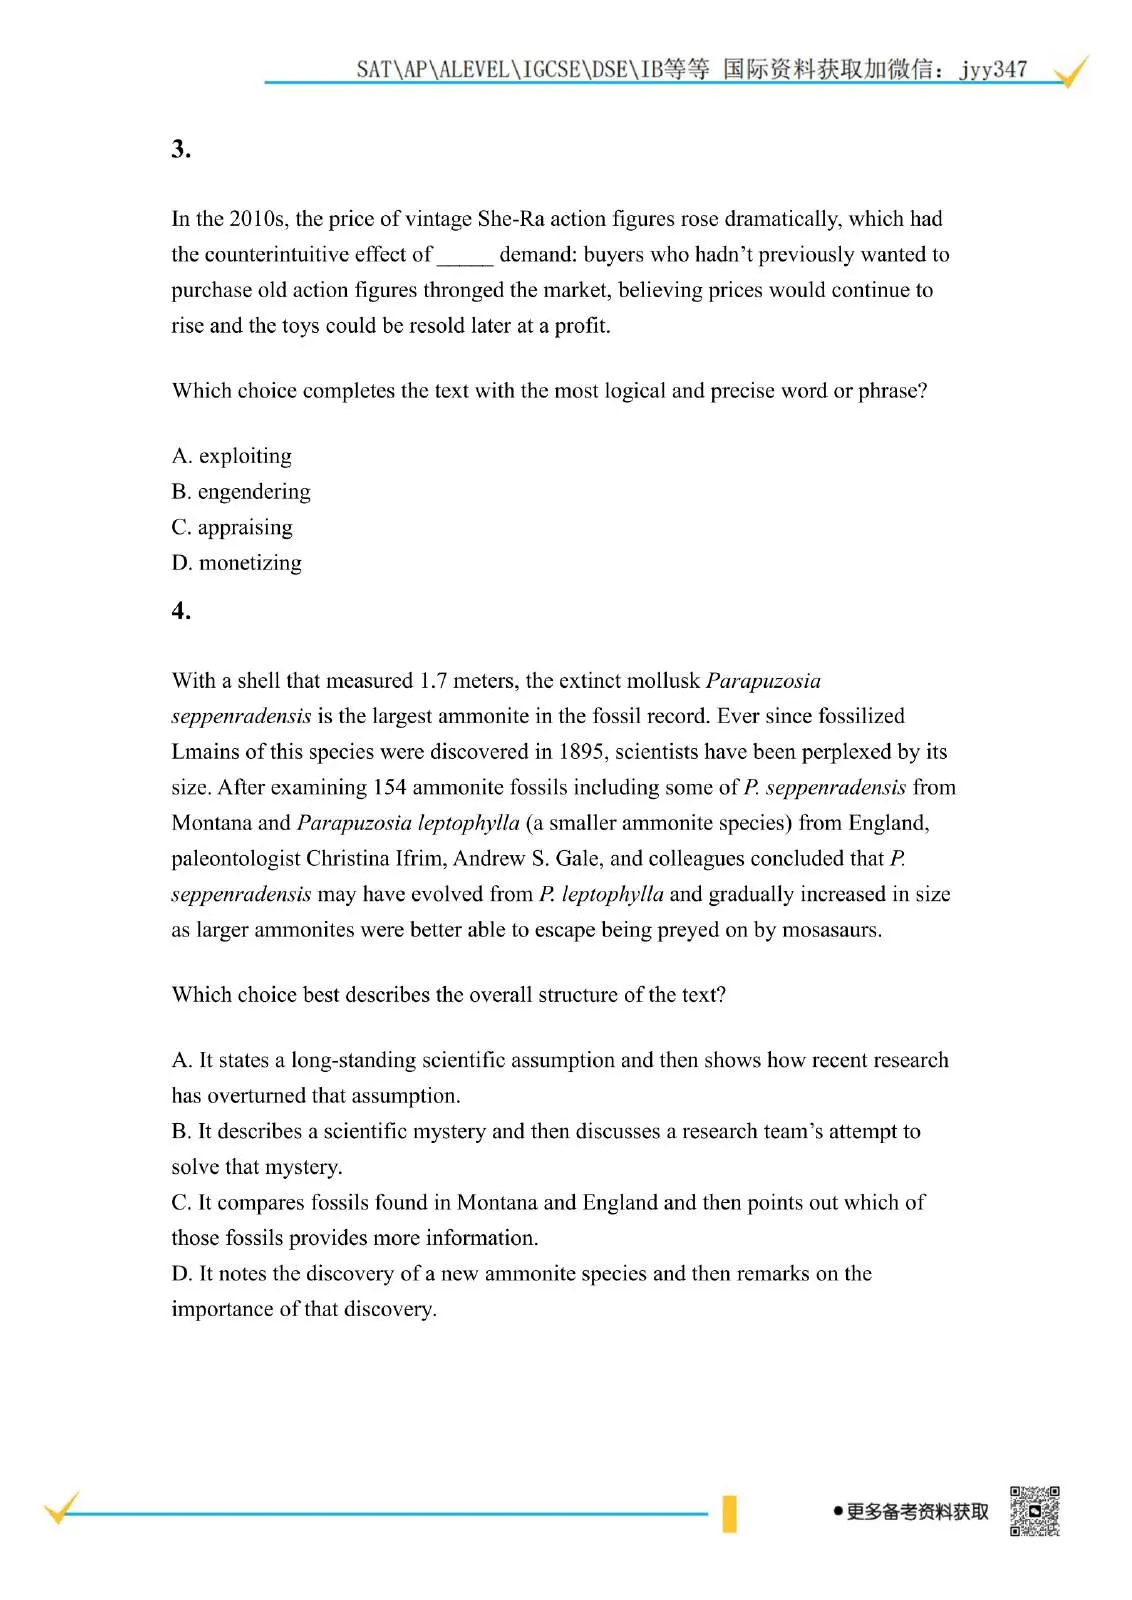 SAT\AP\ALEVEL\IGCSE\DSE\IB等等 国际资料获取加微信：jyy347
3.
In the 2010s, the price of vintage She-Ra action figures rose dramatically, which had
the counterintuitive effect of _____ demand: buyers who hadn’t previously wanted to
purchase old action figures thronged the market, believing prices would continue to
rise and the toys could be resold later at a profit.
Which choice completes the text with the most logical and precise word or phrase?
A. exploiting
B. engendering
C. appraising
D. monetizing
4.
With a shell that measured 1.7 meters, the extinct mollusk Parapuzosia
seppenradensis is the largest ammonite in the fossil record. Ever since fossilized
Lmains of this species were discovered in 1895, scientists have been perplexed by its
size. After examining 154 ammonite fossils including some of P. seppenradensis from
Montana and Parapuzosia leptophylla (a smaller ammonite species) from England,
paleontologist Christina Ifrim, Andrew S. Gale, and colleagues concluded that P.
seppenradensis may have evolved from P. leptophylla and gradually increased in size
as larger ammonites were better able to escape being preyed on by mosasaurs.
Which choice best describes the overall structure of the text?
A. It states a long-standing scientific assumption and then shows how recent research
has overturned that assumption.
B. It describes a scientific mystery and then discusses a research team’s attempt to
solve that mystery.
C. It compares fossils found in Montana and England and then points out which of
those fossils provides more information.
D. It notes the discovery of a new ammonite species and then remarks on the
importance of that discovery.
●更多备考资料获取